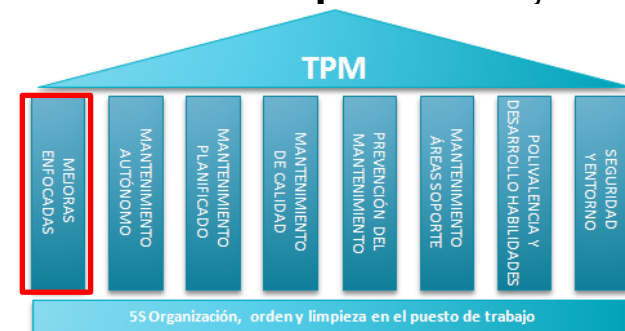 TPM
MEJORAS
ENFOCADAS
MANTENIMIENTO
AUTÓNOMO
MANTENIMIENTO
PLANIFICADO
MANTENIMIENTO
DE CALIDAD
PREVENCIÓN DEL
MANTENIMIENTO
MANTENIMIENTO
ÁREAS SOPORTE
POLIVALENCIA Y
DESARROLLO HABILIDADES
SEGURIDAD
Y ENTORNO
5S Organización, orden y limpieza en el puesto de trabajo